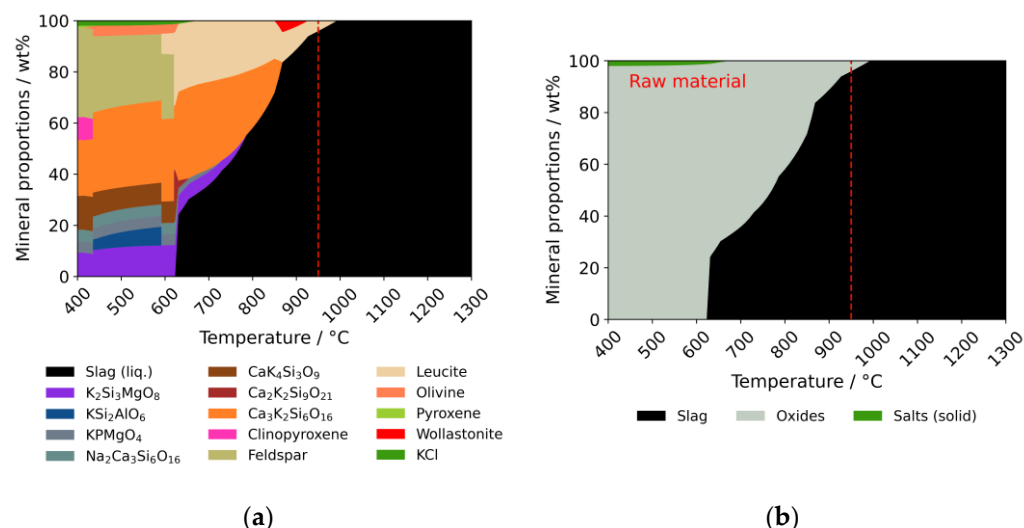 Mineral proportions / wt%
100
80
60
40
20
0
400
500
600
700
800
900
1000
1100
1200
1300
Temperature / °C
Slag (liq.)
K₂Si₃MgO₈
KSi₂AlO₆
KPMgO₄
Na₂Ca₃Si₆O₁₆
CaK₄Si₃O₉
Ca₂K₂Si₉O₂₁
Ca₃K₂Si₆O₁₆
Clinopyroxene
Feldspar
Leucite
Olivine
Pyroxene
Wollastonite
KCl
(a)
Mineral proportions / wt%
100
80
60
40
20
0
Raw material
400
500
600
700
800
900
1000
1100
1200
1300
Temperature / °C
Slag
Oxides
Salts (solid)
(b)